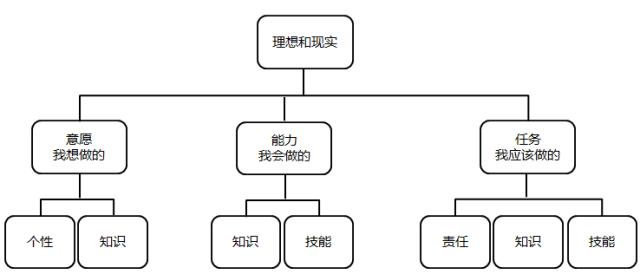 理想和现实
意愿
我想做的
能力
我会做的
任务
我应该做的
个性
知识
知识
技能
责任
知识
技能